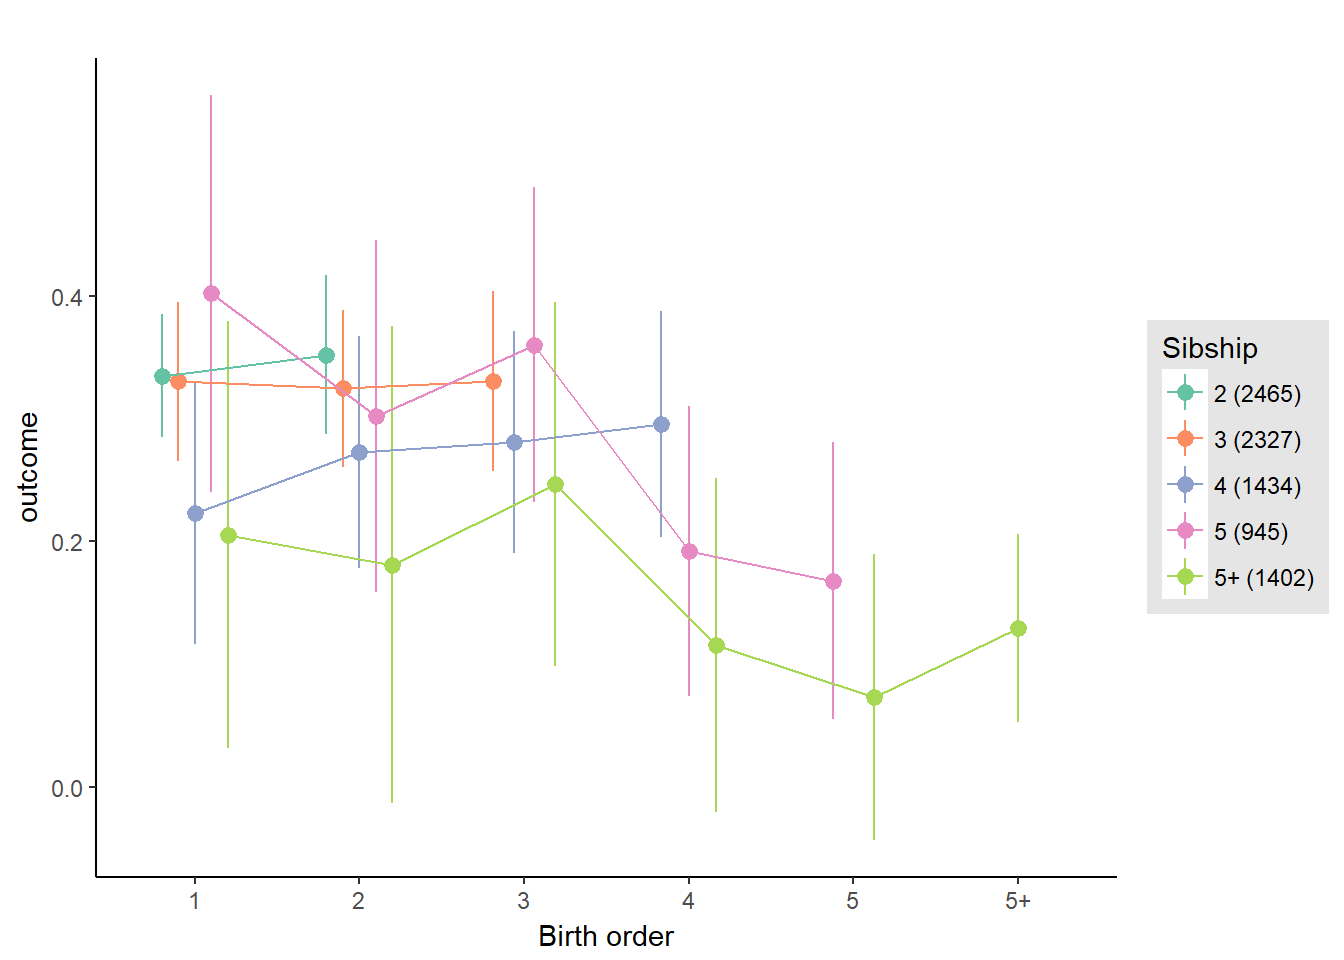 0.4
0.2
0.0
outcome
1 2 3 4 5 5+
Birth order
Sibship
2 (2465)
3 (2327)
4 (1434)
5 (945)
5+ (1402)